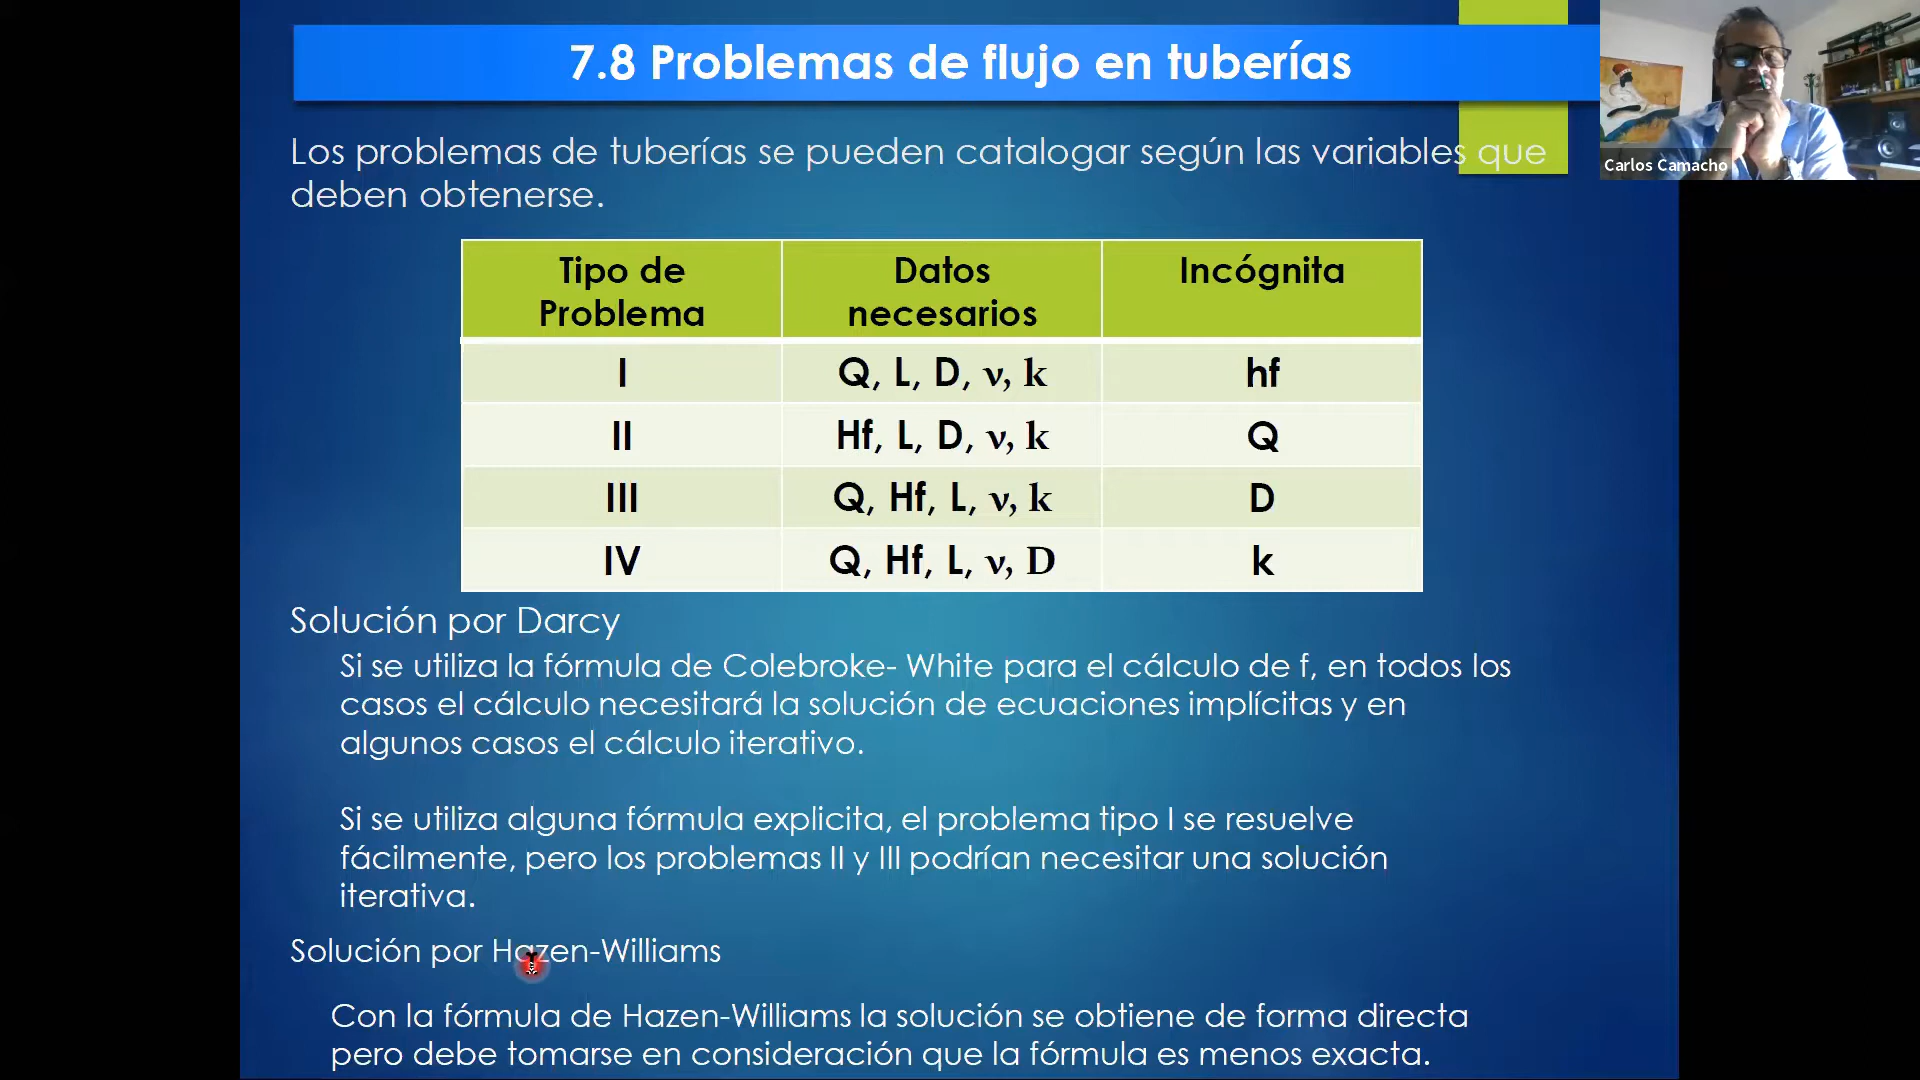 7.8 Problemas de flujo en tuberías
Carlos Camacho
Los problemas de tuberías se pueden catalogar según las variables que
deben obtenerse.
Tipo de
Problema
Datos
necesarios
Incógnita
I
Q, L, D, ν, k
hf
II
Hf, L, D, ν, k
Q
III
Q, Hf, L, ν, k
D
IV
Q, Hf, L, ν, D
k
Solución por Darcy
Si se utiliza la fórmula de Colebroke- White para el cálculo de f, en todos los
casos el cálculo necesitará la solución de ecuaciones implícitas y en
algunos casos el cálculo iterativo.
Si se utiliza alguna fórmula explicita, el problema tipo I se resuelve
fácilmente, pero los problemas II y III podrían necesitar una solución
iterativa.
Solución por Hazen-Williams
Con la fórmula de Hazen-Williams la solución se obtiene de forma directa
pero debe tomarse en consideración que la fórmula es menos exacta.